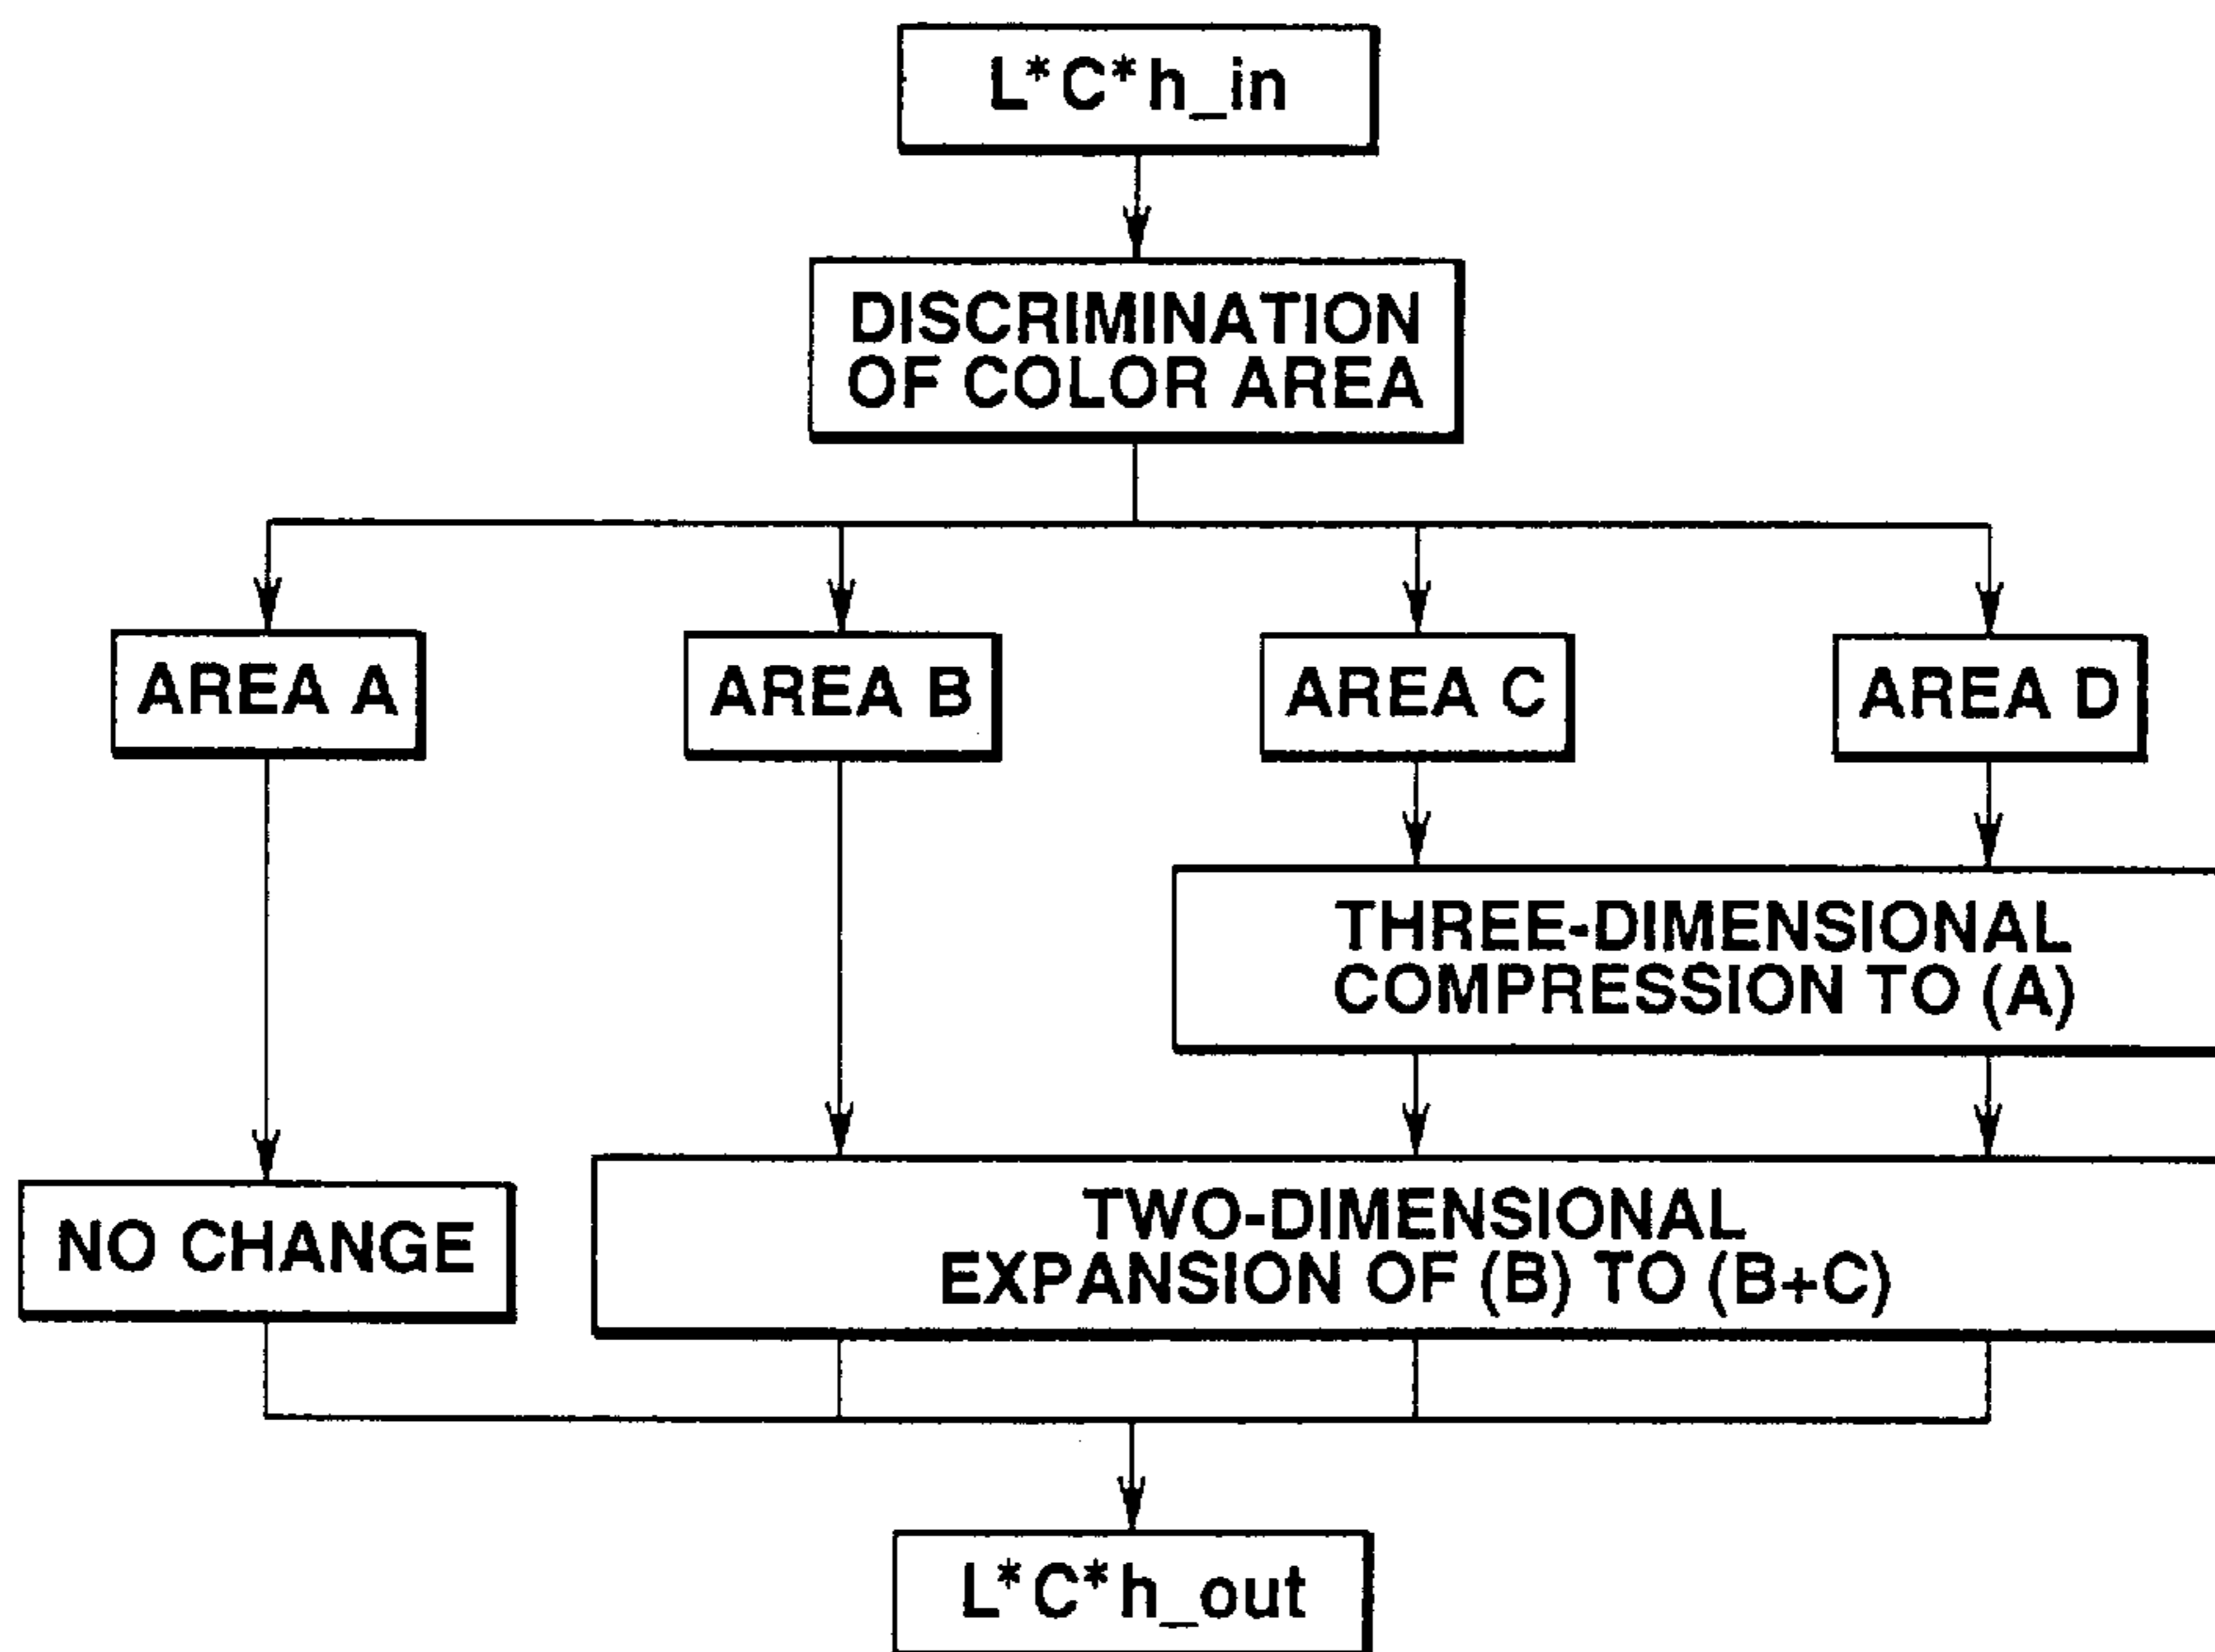 L*C*h_in
DISCRIMINATION
OF COLOR AREA
AREA A
AREA B
AREA C
AREA D
THREE-DIMENSIONAL
COMPRESSION TO (A)
NO CHANGE
TWO-DIMENSIONAL
EXPANSION OF (B) TO (B+C)
L*C*h_out